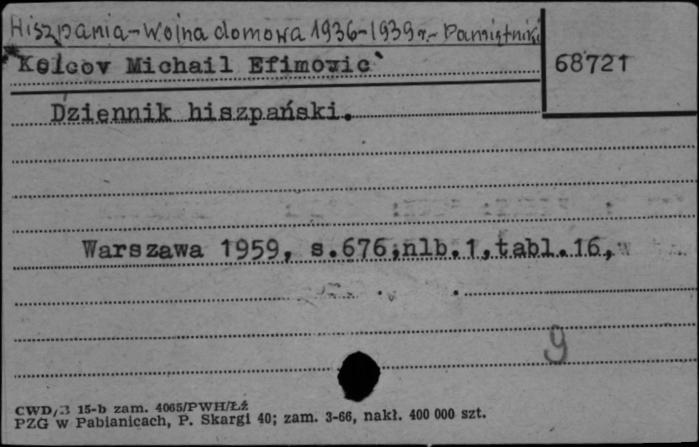 Hiszpania-Wojna domowa 1936-1939 r.- Pamiętniki
*Kolcov Michail Efimovic`
68721
Dziennik hiszpański.
Warszawa 1959, s.676,nlb.1,tabl.16,
9
CWD/3 15-b zam. 4065/PWH/Łź
PZG w Pabianicach, P. Skargi 40; zam. 3-66, nakł. 400 000 szt.